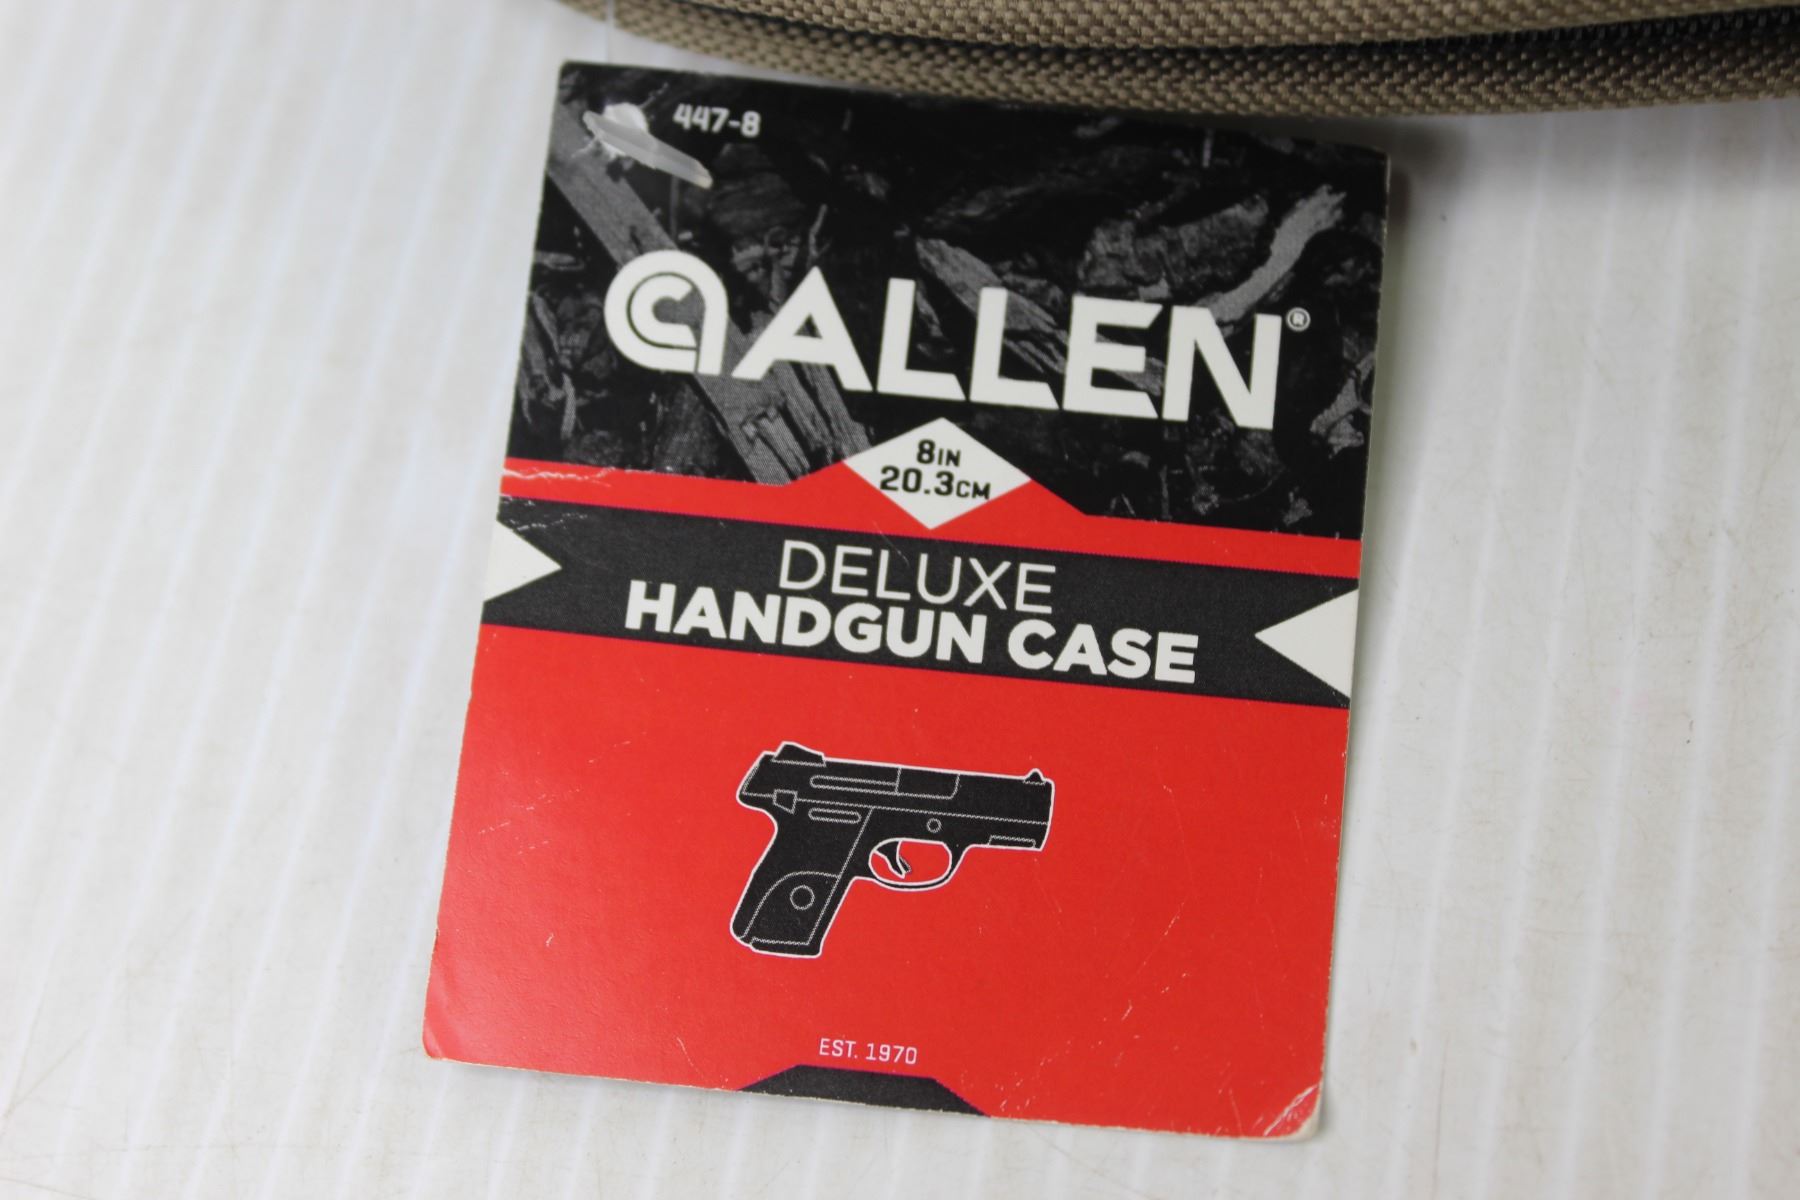 447-8
ALLEN®
8IN
20.3CM
DELUXE
HANDGUN CASE
EST. 1970